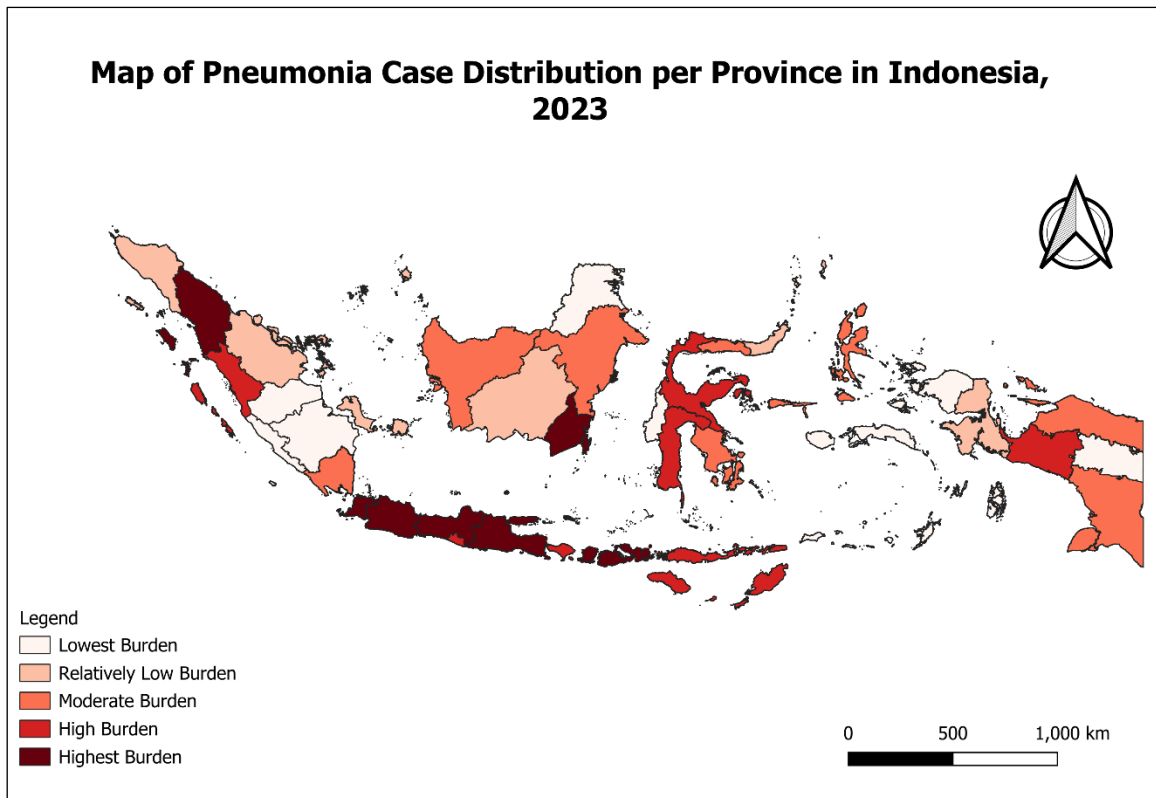 Map of Pneumonia Case Distribution per Province in Indonesia,
2023
Legend
Lowest Burden
Relatively Low Burden
Moderate Burden
High Burden
Highest Burden
0 500 1,000 km